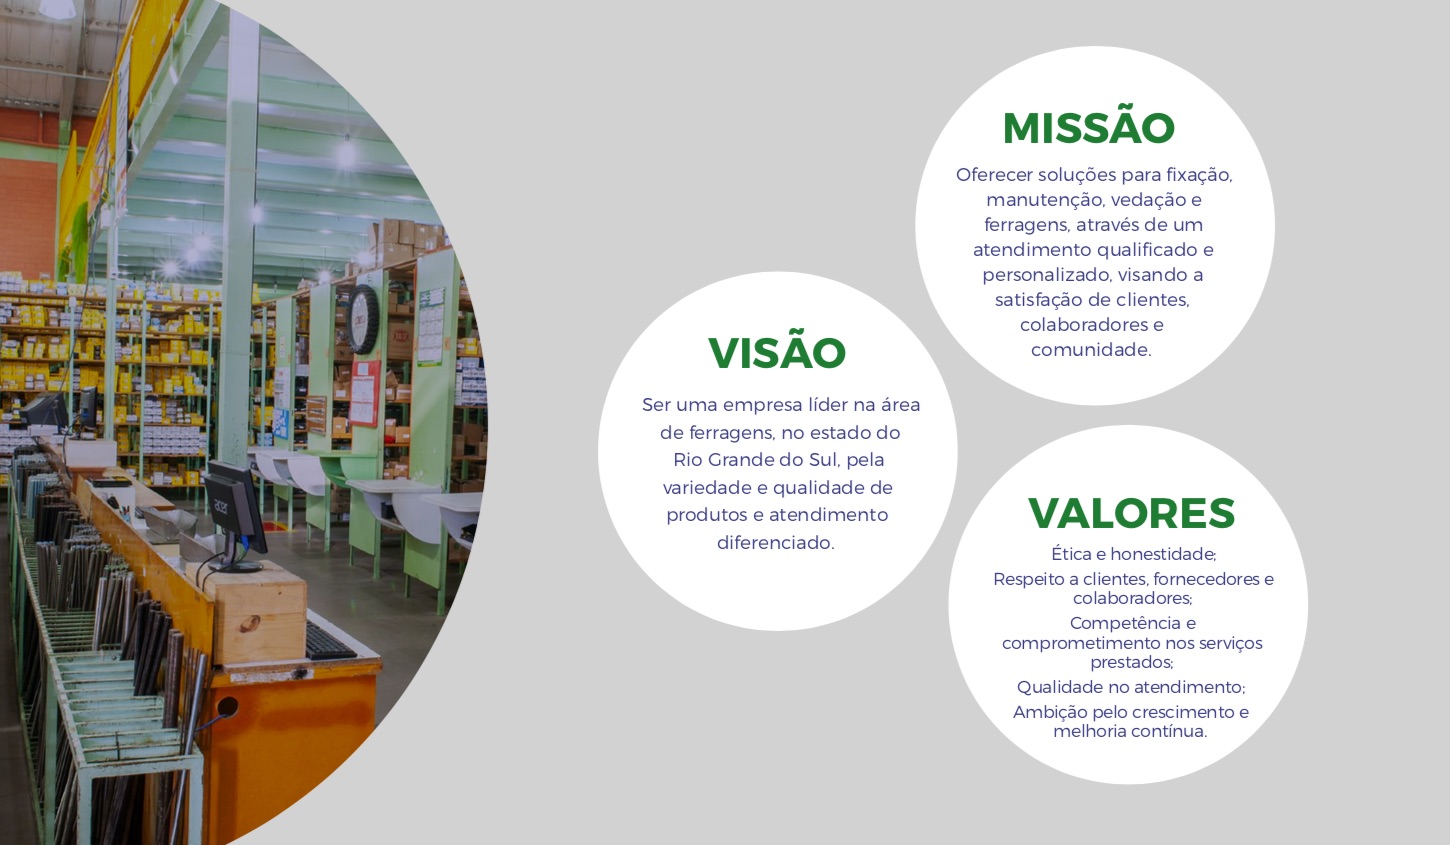 MISSÃO
Oferecer soluções para fixação,
manutenção, vedação e
ferragens, através de um
atendimento qualificado e
personalizado, visando a
satisfação de clientes,
colaboradores e
comunidade.
VISÃO
Ser uma empresa líder na área
de ferragens, no estado do
Rio Grande do Sul, pela
variedade e qualidade de
produtos e atendimento
diferenciado.
VALORES
Ética e honestidade;
Respeito a clientes, fornecedores e
colaboradores;
Competência e
comprometimento nos serviços
prestados;
Qualidade no atendimento;
Ambição pelo crescimento e
melhoria contínua.
acer